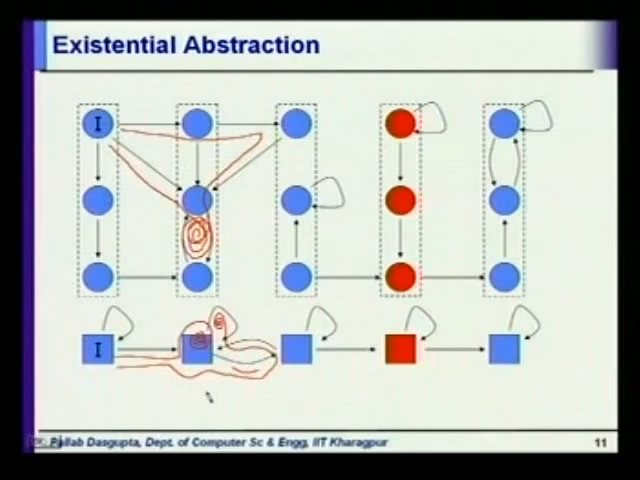 Existential Abstraction
I
I
Pallab Dasgupta, Dept. of Computer Sc & Engg, IIT Kharagpur
11